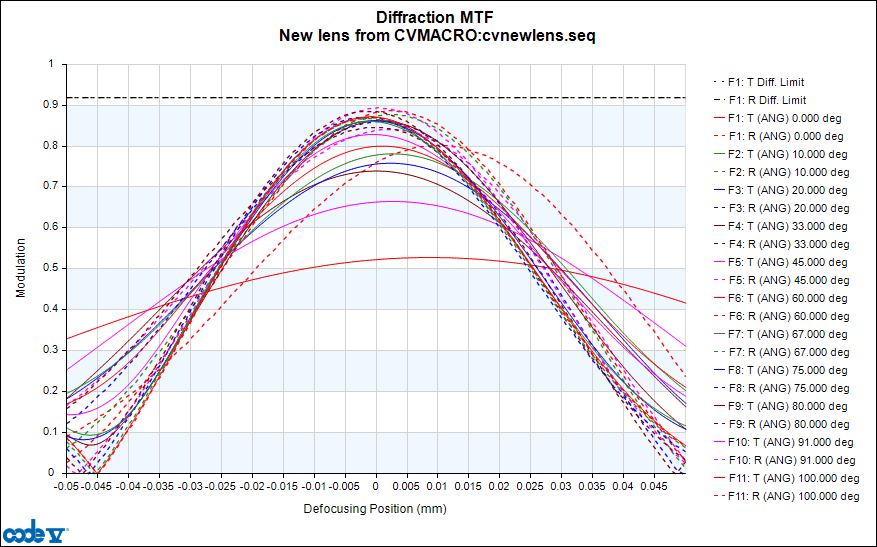 Diffraction MTF
New lens from CVMACRO:cvnewlens.seq
1
0.9
0.8
0.7
0.6
0.5
0.4
0.3
0.2
0.1
0
Modulation
-0.05 -0.045 -0.04 -0.035 -0.03 -0.025 -0.02 -0.015 -0.01 -0.005 0 0.005 0.01 0.015 0.02 0.025 0.03 0.035 0.04 0.045
Defocusing Position (mm)
F1: T Diff. Limit
F1: R Diff. Limit
F1: T (ANG) 0.000 deg
F1: R (ANG) 0.000 deg
F2: T (ANG) 10.000 deg
F2: R (ANG) 10.000 deg
F3: T (ANG) 20.000 deg
F3: R (ANG) 20.000 deg
F4: T (ANG) 33.000 deg
F4: R (ANG) 33.000 deg
F5: T (ANG) 45.000 deg
F5: R (ANG) 45.000 deg
F6: T (ANG) 60.000 deg
F6: R (ANG) 60.000 deg
F7: T (ANG) 67.000 deg
F7: R (ANG) 67.000 deg
F8: T (ANG) 75.000 deg
F8: R (ANG) 75.000 deg
F9: T (ANG) 80.000 deg
F9: R (ANG) 80.000 deg
F10: T (ANG) 91.000 deg
F10: R (ANG) 91.000 deg
F11: T (ANG) 100.000 deg
F11: R (ANG) 100.000 deg
code V